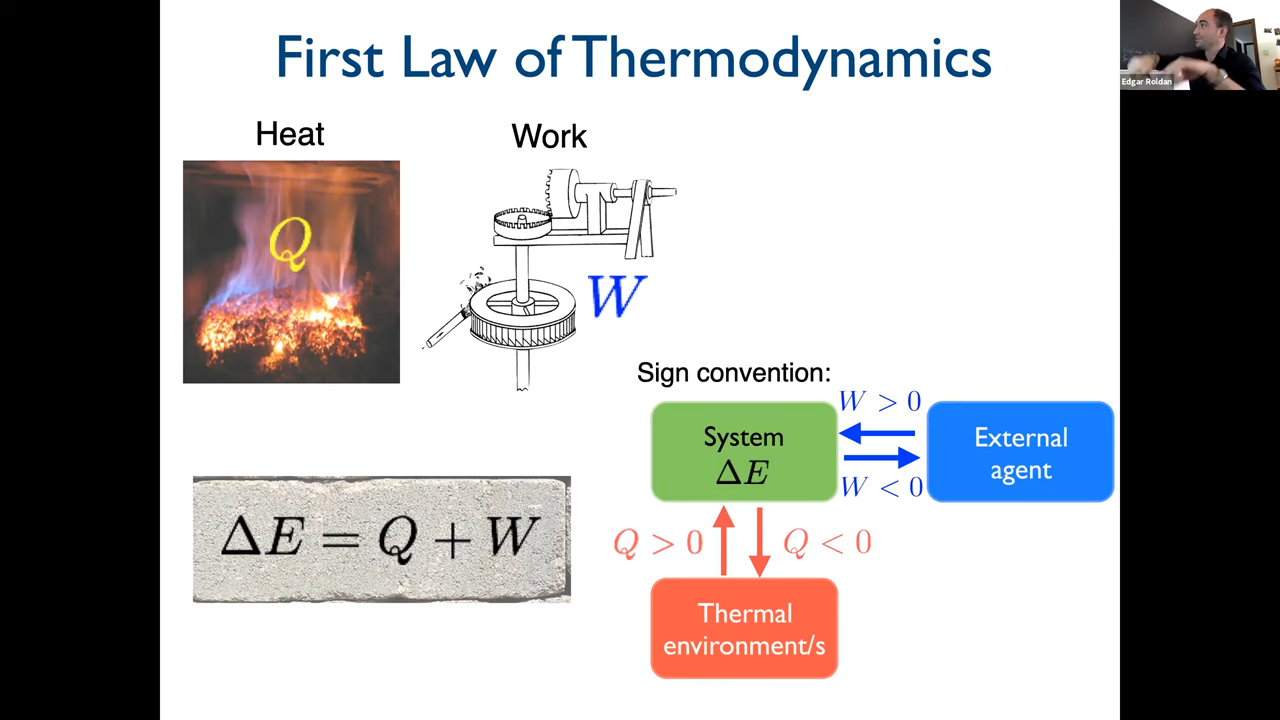 First Law of Thermodynamics
Edgar Roldan
Heat
Work
Q
W
Sign convention:
W > 0
System
ΔE
External
agent
W < 0
ΔE = Q + W
Q > 0
Q < 0
Thermal
environment/s